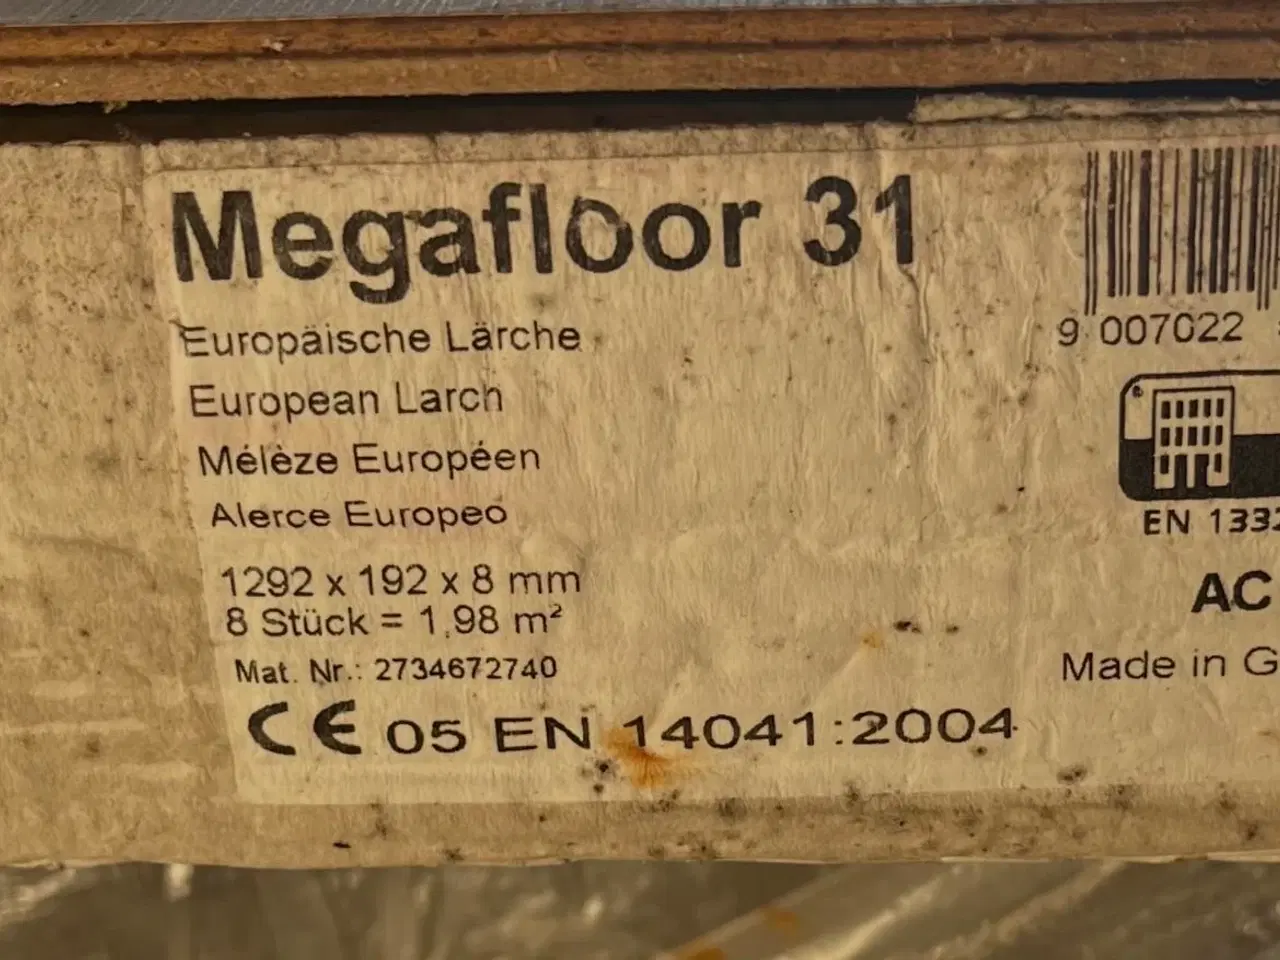 Megafloor 31
Europäische Lärche
European Larch
Mélèze Européen
Alerce Europeo
1292 x 192 x 8 mm
8 Stück = 1,98 m²
Mat. Nr.: 2734672740
CE 05 EN 14041:2004
9 007022
EN 1332
AC
Made in G